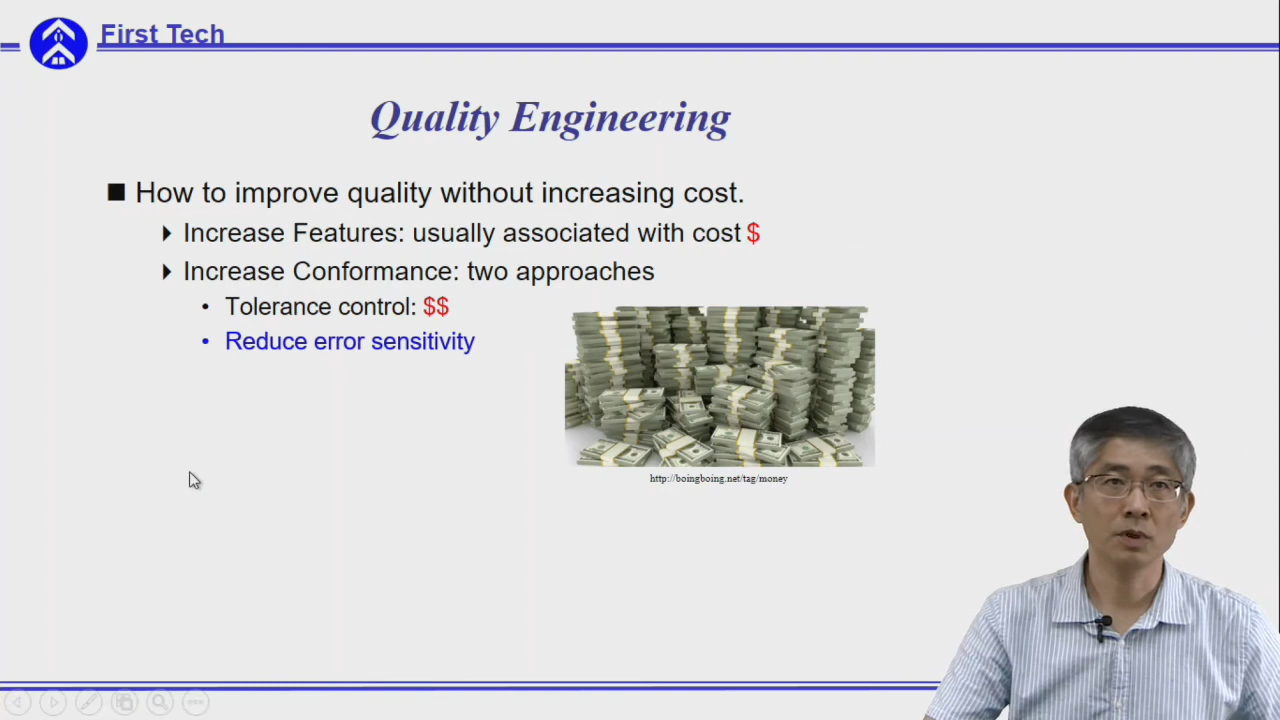 First Tech
Quality Engineering
How to improve quality without increasing cost.
Increase Features: usually associated with cost $
Increase Conformance: two approaches
• Tolerance control: $$
• Reduce error sensitivity
http://boingboing.net/tag/money